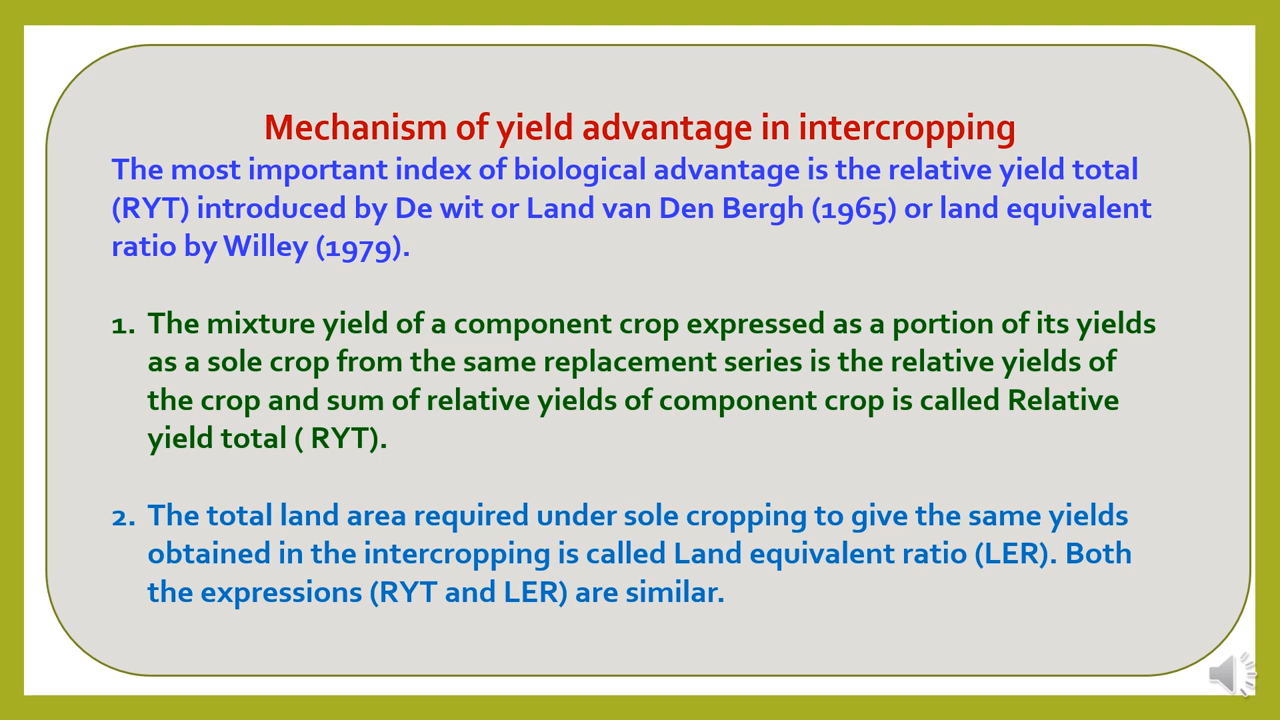 Mechanism of yield advantage in intercropping
The most important index of biological advantage is the relative yield total
(RYT) introduced by De wit or Land van Den Bergh (1965) or land equivalent
ratio by Willey (1979).
1. The mixture yield of a component crop expressed as a portion of its yields
as a sole crop from the same replacement series is the relative yields of
the crop and sum of relative yields of component crop is called Relative
yield total ( RYT).
2. The total land area required under sole cropping to give the same yields
obtained in the intercropping is called Land equivalent ratio (LER). Both
the expressions (RYT and LER) are similar.